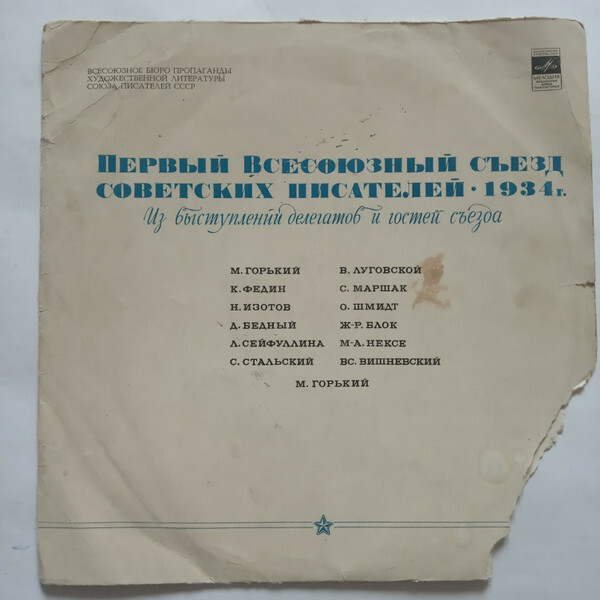 ВСЕСОЮЗНОЕ БЮРО ПРОПАГАНДЫ
ХУДОЖЕСТВЕННОЙ ЛИТЕРАТУРЫ
СОЮЗА ПИСАТЕЛЕЙ СССР
МЕЛОДИЯ
ПЕРВЫЙ ВСЕСОЮЗНЫЙ СЪЕЗД
СОВЕТСКИХ ПИСАТЕЛЕЙ · 1934 г.
Из выступлений делегатов и гостей съезда
М. ГОРЬКИЙ
К. ФЕДИН
Н. ИЗОТОВ
Д. БЕДНЫЙ
Л. СЕЙФУЛЛИНА
С. СТАЛЬСКИЙ
В. ЛУГОВСКОЙ
С. МАРШАК
О. ШМИДТ
Ж-Р. БЛОК
М-А. НЕКСЕ
ВС. ВИШНЕВСКИЙ
М. ГОРЬКИЙ